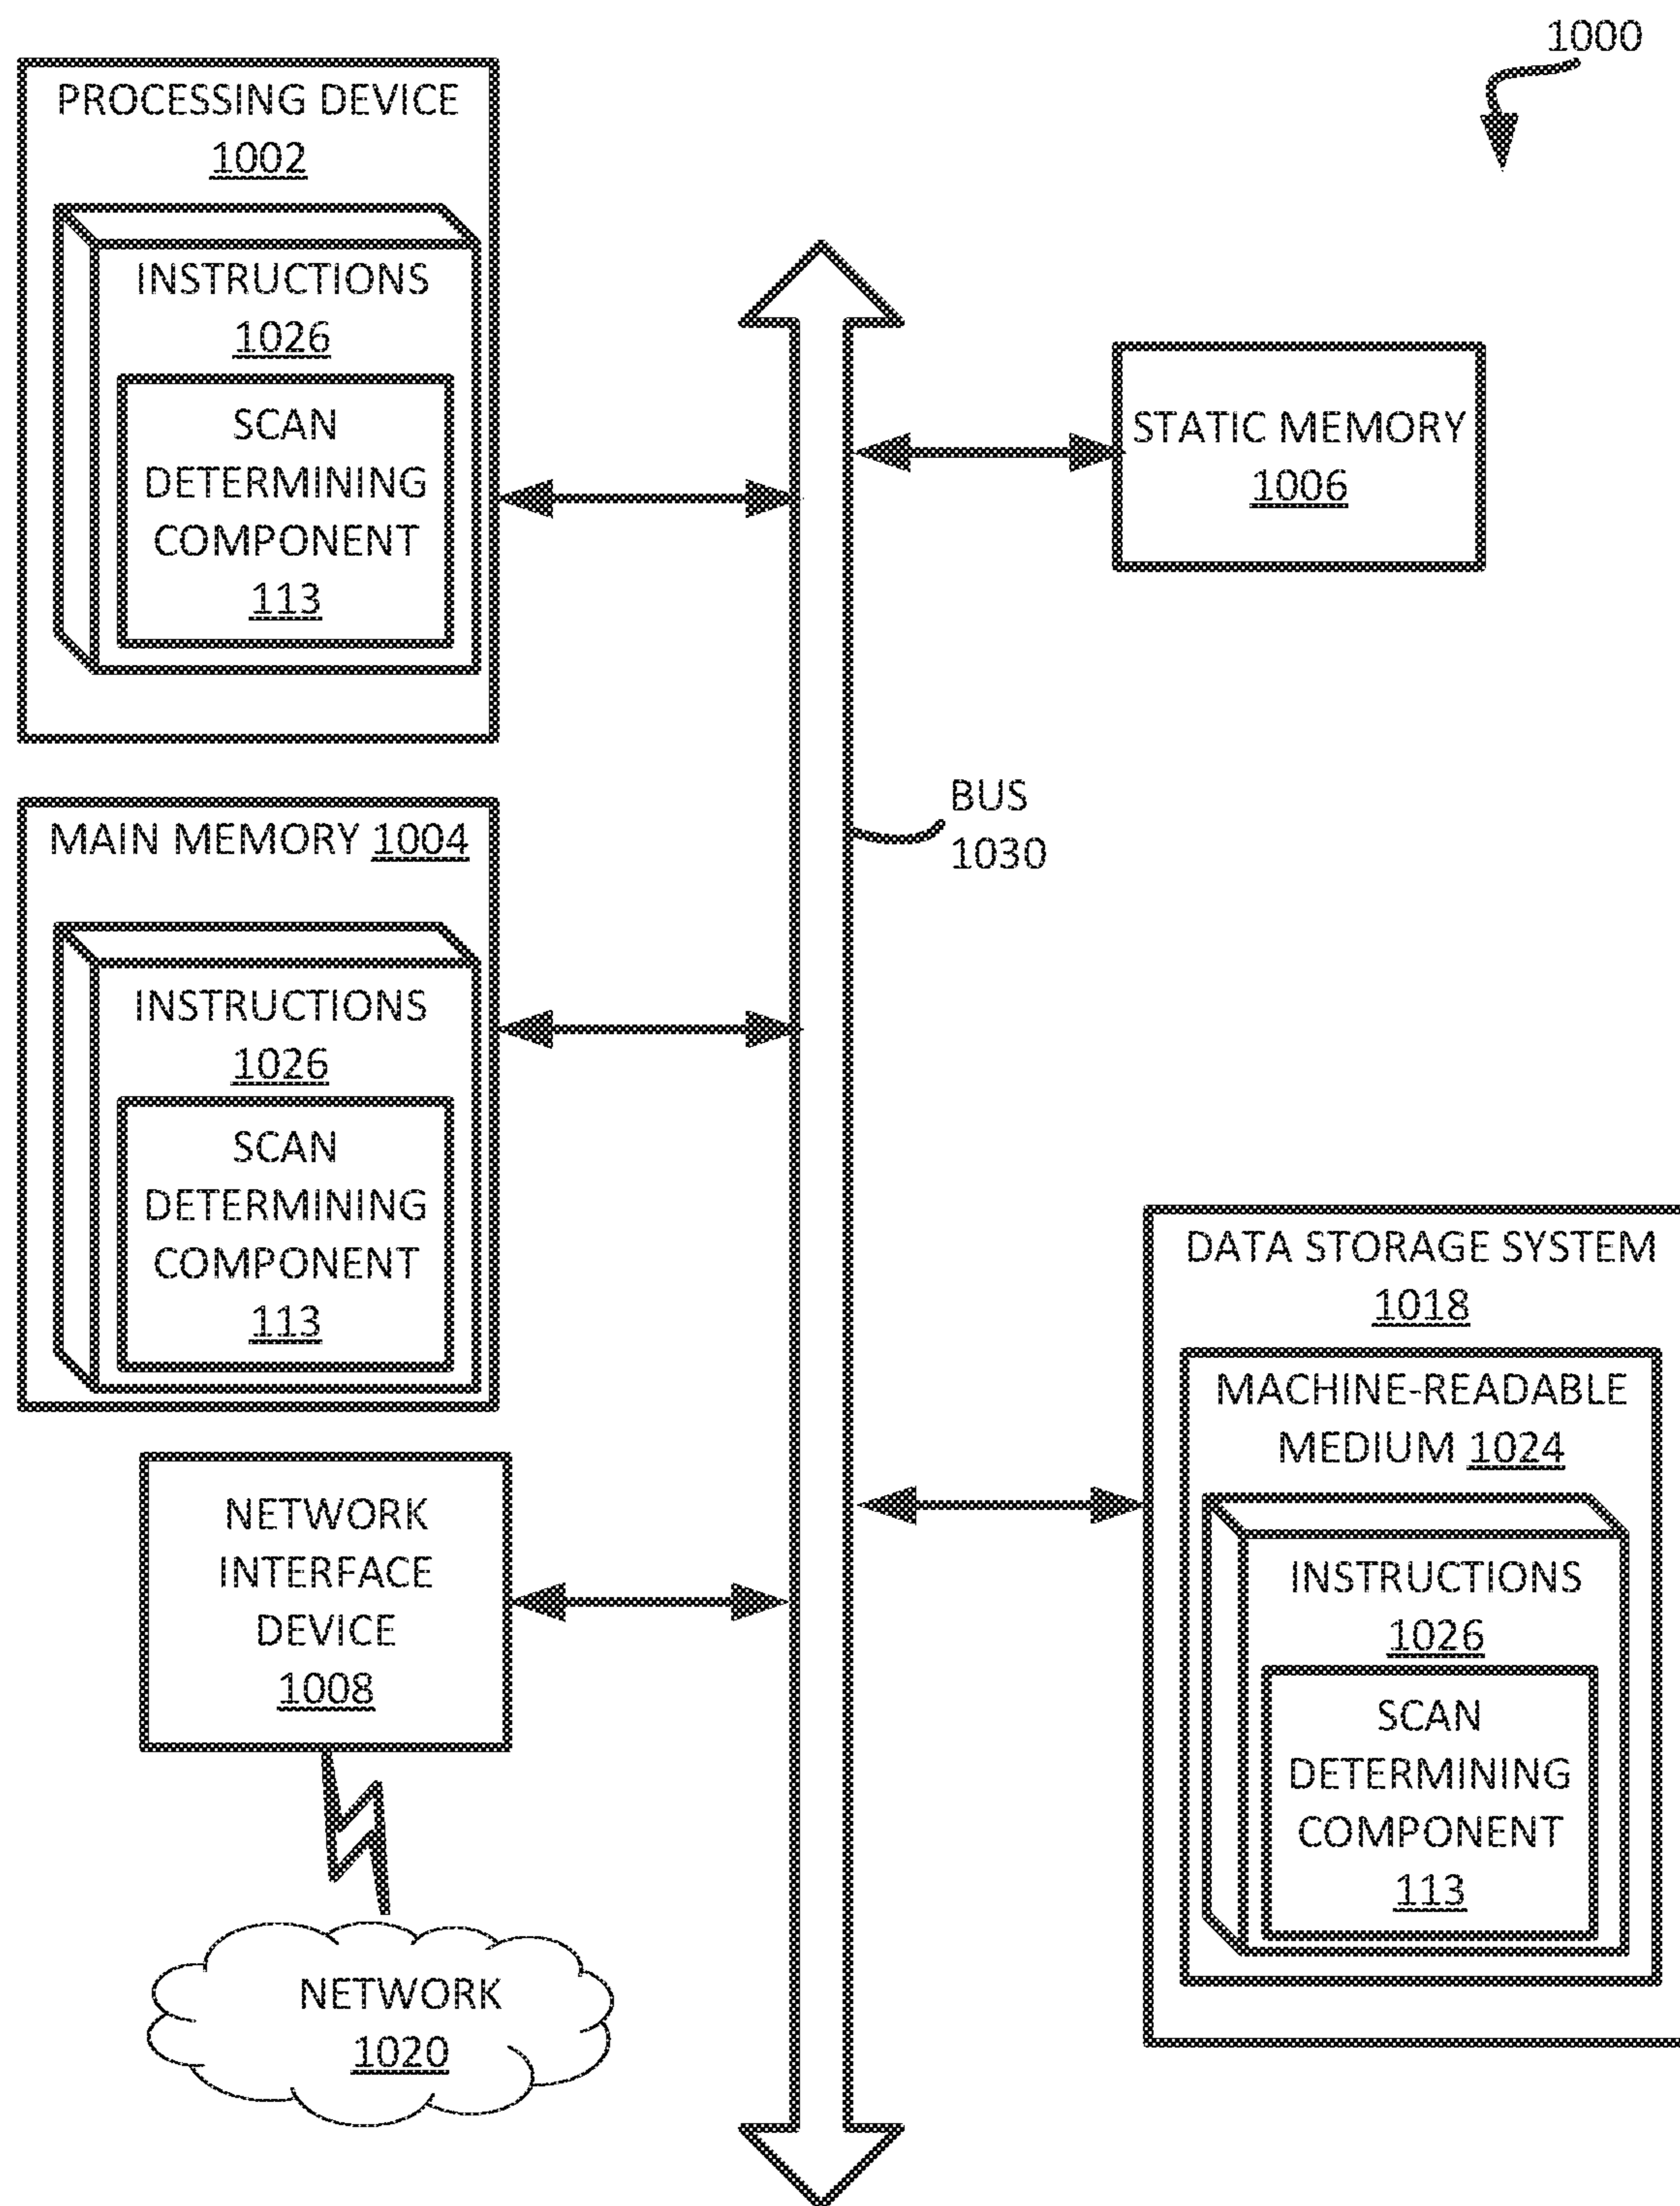 1000
PROCESSING DEVICE
1002
INSTRUCTIONS
1026
SCAN
DETERMINING
COMPONENT
113
STATIC MEMORY
1006
BUS
1030
MAIN MEMORY 1004
INSTRUCTIONS
1026
SCAN
DETERMINING
COMPONENT
113
DATA STORAGE SYSTEM
1018
MACHINE-READABLE
MEDIUM 1024
INSTRUCTIONS
1026
SCAN
DETERMINING
COMPONENT
113
NETWORK
INTERFACE
DEVICE
1008
NETWORK
1020